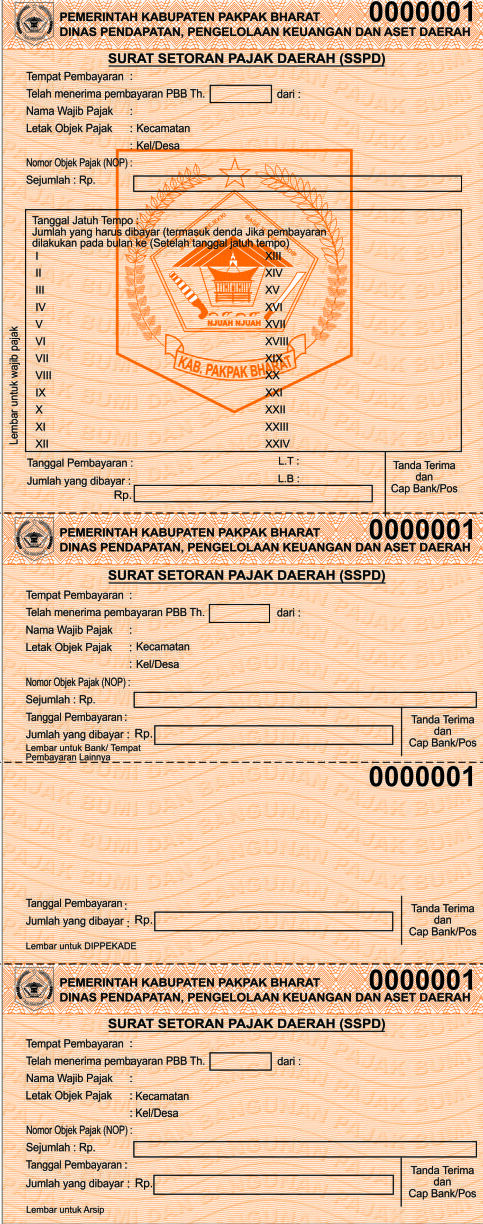 PEMERINTAH KABUPATEN PAKPAK BHARAT 0000001
DINAS PENDAPATAN, PENGELOLAAN KEUANGAN DAN ASET DAERAH
SURAT SETORAN PAJAK DAERAH (SSPD)
Tempat Pembayaran :
Telah menerima pembayaran PBB Th. dari :
Nama Wajib Pajak :
Letak Objek Pajak : Kecamatan
: Kel/Desa
Nomor Objek Pajak (NOP) :
Sejumlah : Rp.
Tanggal Jatuh Tempo :
Jumlah yang harus dibayar (termasuk denda Jika pembayaran
dilakukan pada bulan ke (Setelah tanggal jatuh tempo)
I XIII
II XIV
III XV
IV XVI
V XVII
VI XVIII
VII XIX
VIII XX
IX XXI
X XXII
XI XXIII
XII XXIV
NJUAH NJUAH
KAB. PAKPAK BHARAT
Lembar untuk wajib pajak
Tanggal Pembayaran : L.T :
Jumlah yang dibayar : L.B :
Rp.
Tanda Terima
dan
Cap Bank/Pos
PEMERINTAH KABUPATEN PAKPAK BHARAT 0000001
DINAS PENDAPATAN, PENGELOLAAN KEUANGAN DAN ASET DAERAH
SURAT SETORAN PAJAK DAERAH (SSPD)
Tempat Pembayaran :
Telah menerima pembayaran PBB Th. dari :
Nama Wajib Pajak :
Letak Objek Pajak : Kecamatan
: Kel/Desa
Nomor Objek Pajak (NOP) :
Sejumlah : Rp.
Tanggal Pembayaran :
Jumlah yang dibayar : Rp.
Lembar untuk Bank/ Tempat
Pembayaran Lainnya
Tanda Terima
dan
Cap Bank/Pos
0000001
PAJAK BUMI DAN BANGUNAN
Tanggal Pembayaran :
Jumlah yang dibayar : Rp.
Lembar untuk DIPPEKADE
Tanda Terima
dan
Cap Bank/Pos
PEMERINTAH KABUPATEN PAKPAK BHARAT 0000001
DINAS PENDAPATAN, PENGELOLAAN KEUANGAN DAN ASET DAERAH
SURAT SETORAN PAJAK DAERAH (SSPD)
Tempat Pembayaran :
Telah menerima pembayaran PBB Th. dari :
Nama Wajib Pajak :
Letak Objek Pajak : Kecamatan
: Kel/Desa
Nomor Objek Pajak (NOP) :
Sejumlah : Rp.
Tanggal Pembayaran :
Jumlah yang dibayar : Rp.
Lembar untuk Arsip
Tanda Terima
dan
Cap Bank/Pos